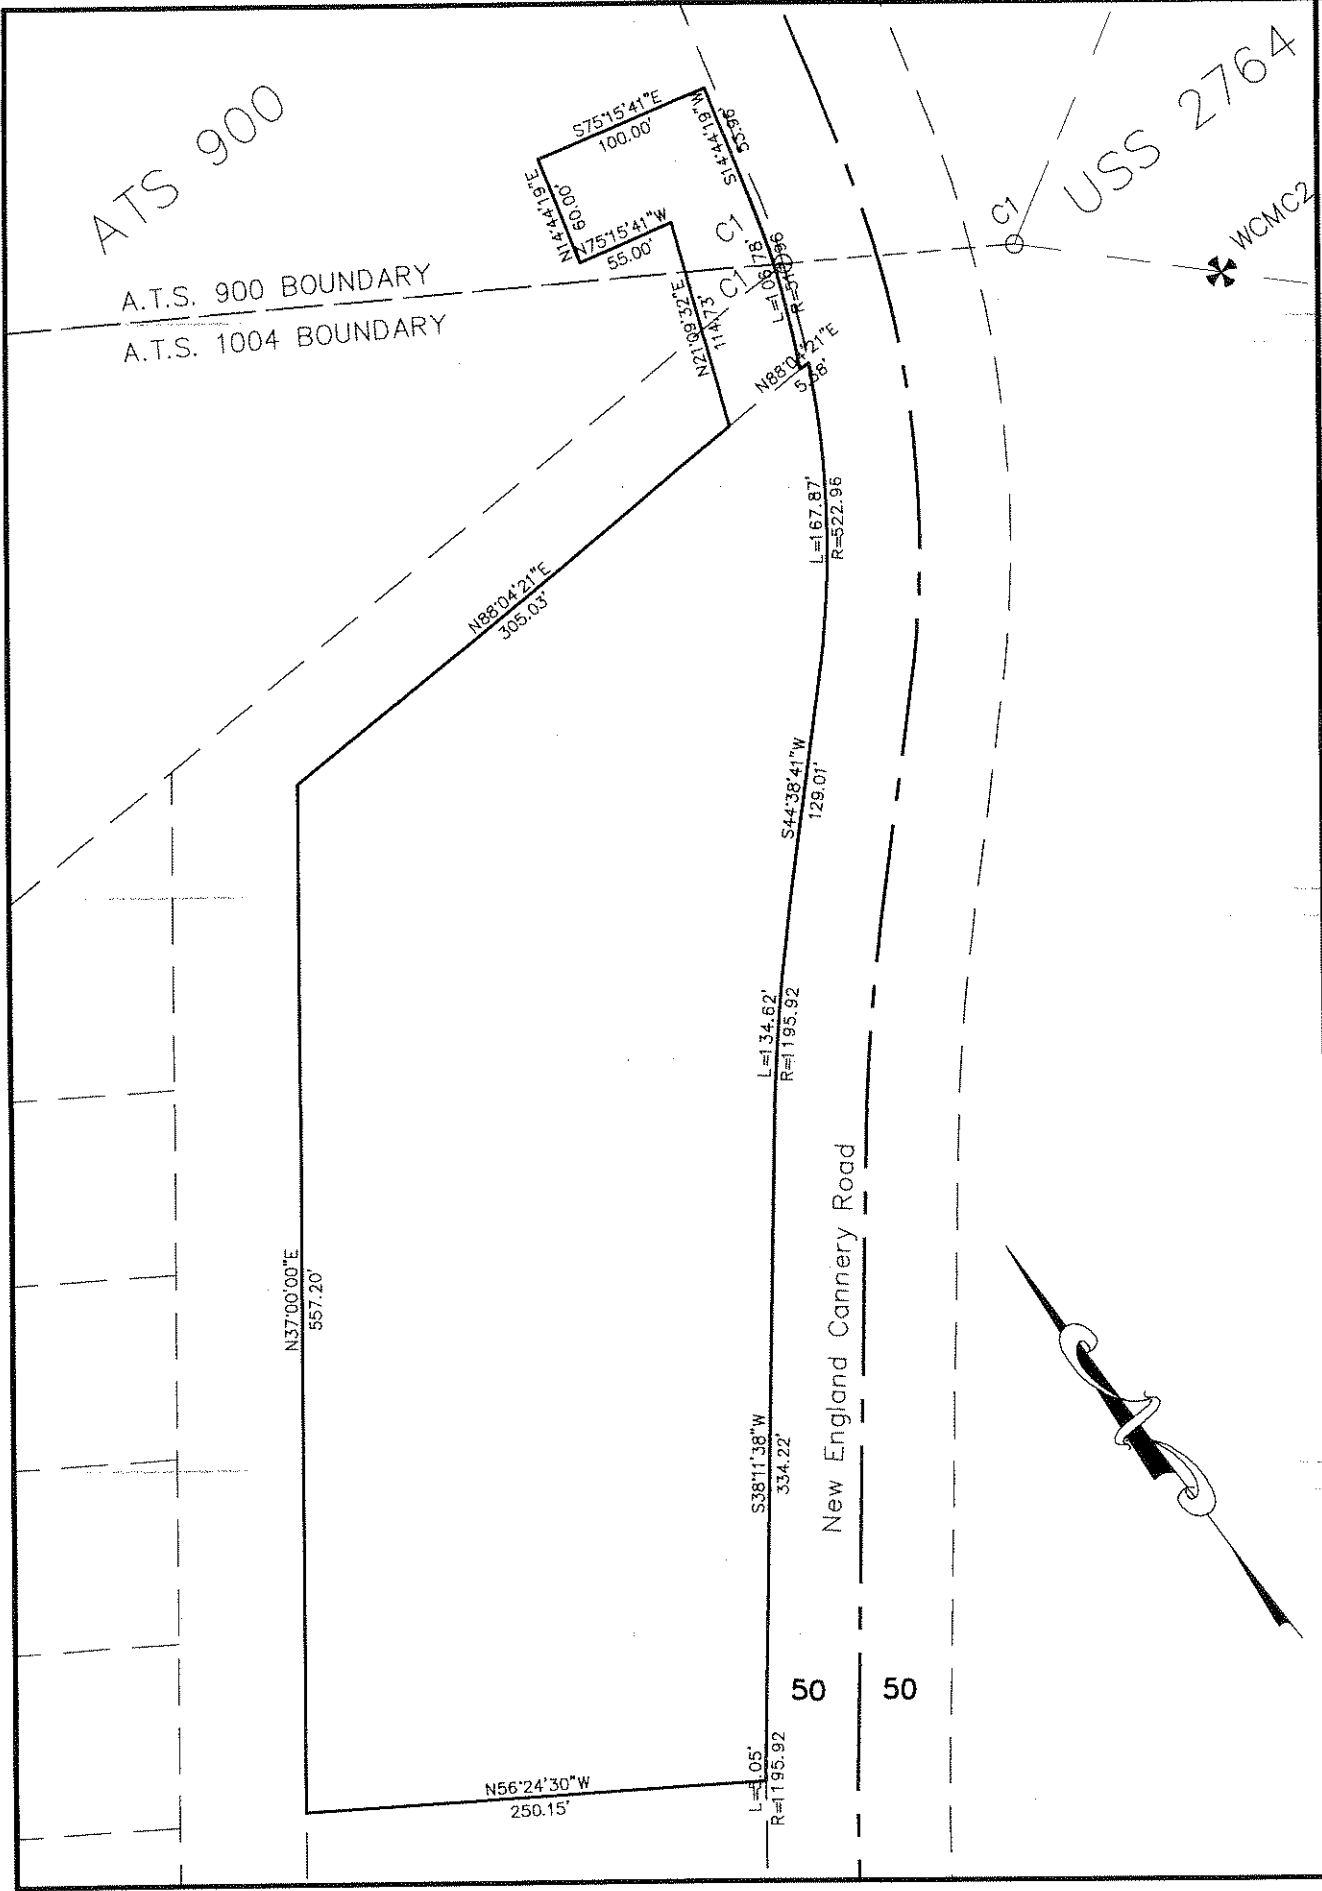 ATS 900
USS 2764
S75°15'41"E
100.00'
S14°44'19"W
53.96'
N14°44'19"E
60.00'
N75°15'41"W
55.00'
C1
C1
C1
WCMC2
A.T.S. 900 BOUNDARY
A.T.S. 1004 BOUNDARY
N21°09'32"E
114.73'
L=106.78'
N88°04'21"E
5.38'
L=167.87'
R=522.96
N88°04'21"E
305.03'
S44°38'41"W
129.01'
L=134.62'
R=1195.92
N37°00'00"E
557.20'
New England Cannery Road
S38°11'38"W
334.22'
50
50
R=1195.92
N56°24'30"W
250.15'